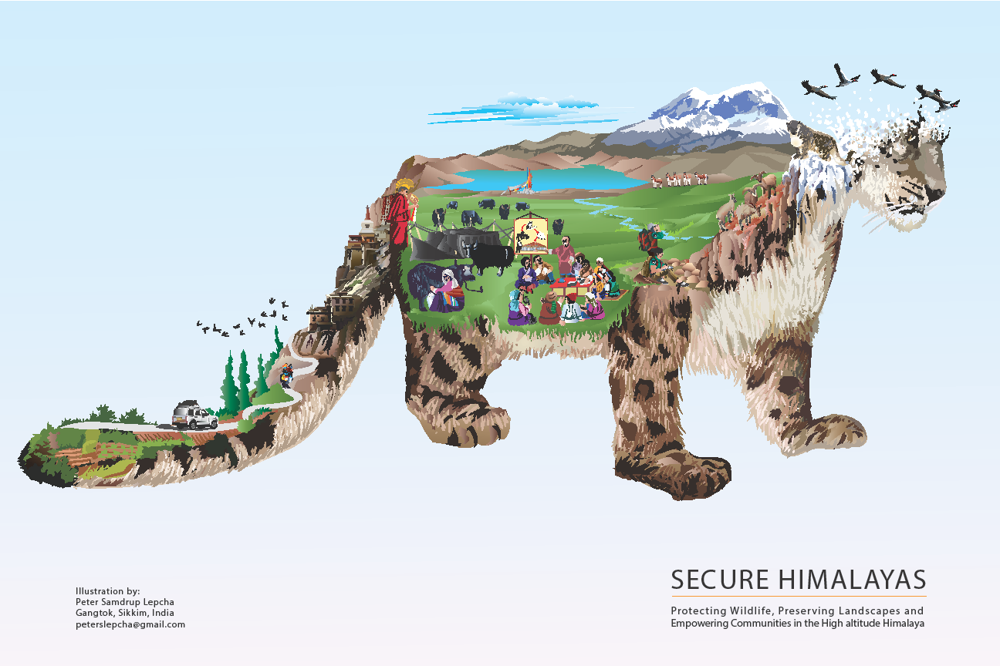 SECURE HIMALAYAS
Protecting Wildlife, Preserving Landscapes and
Empowering Communities in the High altitude Himalaya
Illustration by:
Peter Samdrup Lepcha
Gangtok, Sikkim, India
peterslepcha@gmail.com